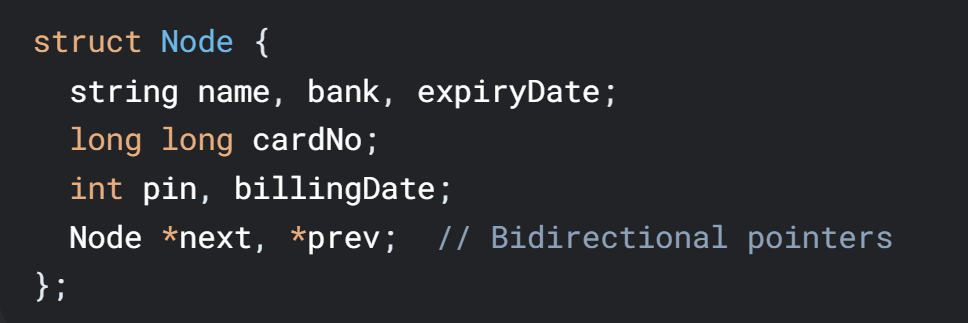 struct Node {
  string name, bank, expiryDate;
  long long cardNo;
  int pin, billingDate;
  Node *next, *prev;  // Bidirectional pointers
};